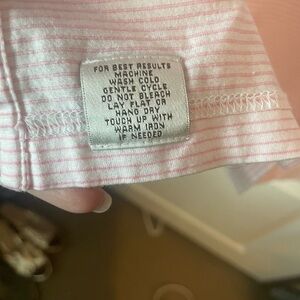 FOR BEST RESULTS
MACHINE
WASH COLD
GENTLE CYCLE
DO NOT BLEACH
LAY FLAT OR
HANG DRY
TOUCH UP WITH
WARM IRON
IF NEEDED